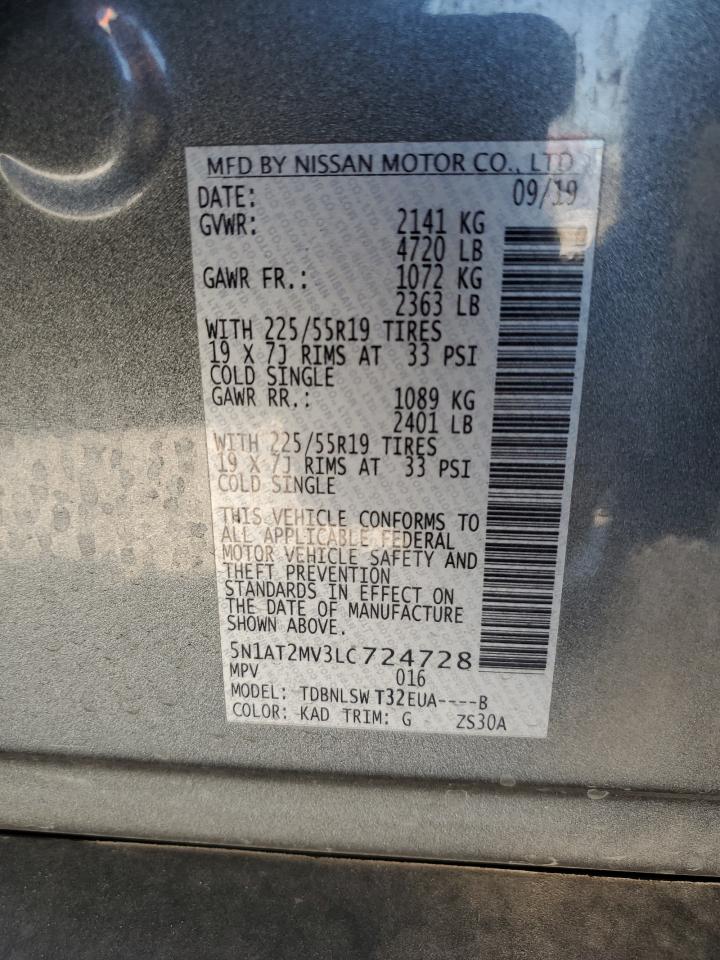 MFD BY NISSAN MOTOR CO., LTD
DATE: 09/19
GVWR: 2141 KG
4720 LB
GAWR FR.: 1072 KG
2363 LB
WITH 225/55R19 TIRES
19 X 7J RIMS AT 33 PSI
COLD SINGLE
GAWR RR.: 1089 KG
2401 LB
WITH 225/55R19 TIRES
19 X 7J RIMS AT 33 PSI
COLD SINGLE
THIS VEHICLE CONFORMS TO
ALL APPLICABLE FEDERAL
MOTOR VEHICLE SAFETY AND
THEFT PREVENTION
STANDARDS IN EFFECT ON
THE DATE OF MANUFACTURE
SHOWN ABOVE.
5N1AT2MV3LC724728
MPV 016
MODEL: TDBNLSW T32EUA----B
COLOR: KAD TRIM: G ZS30A